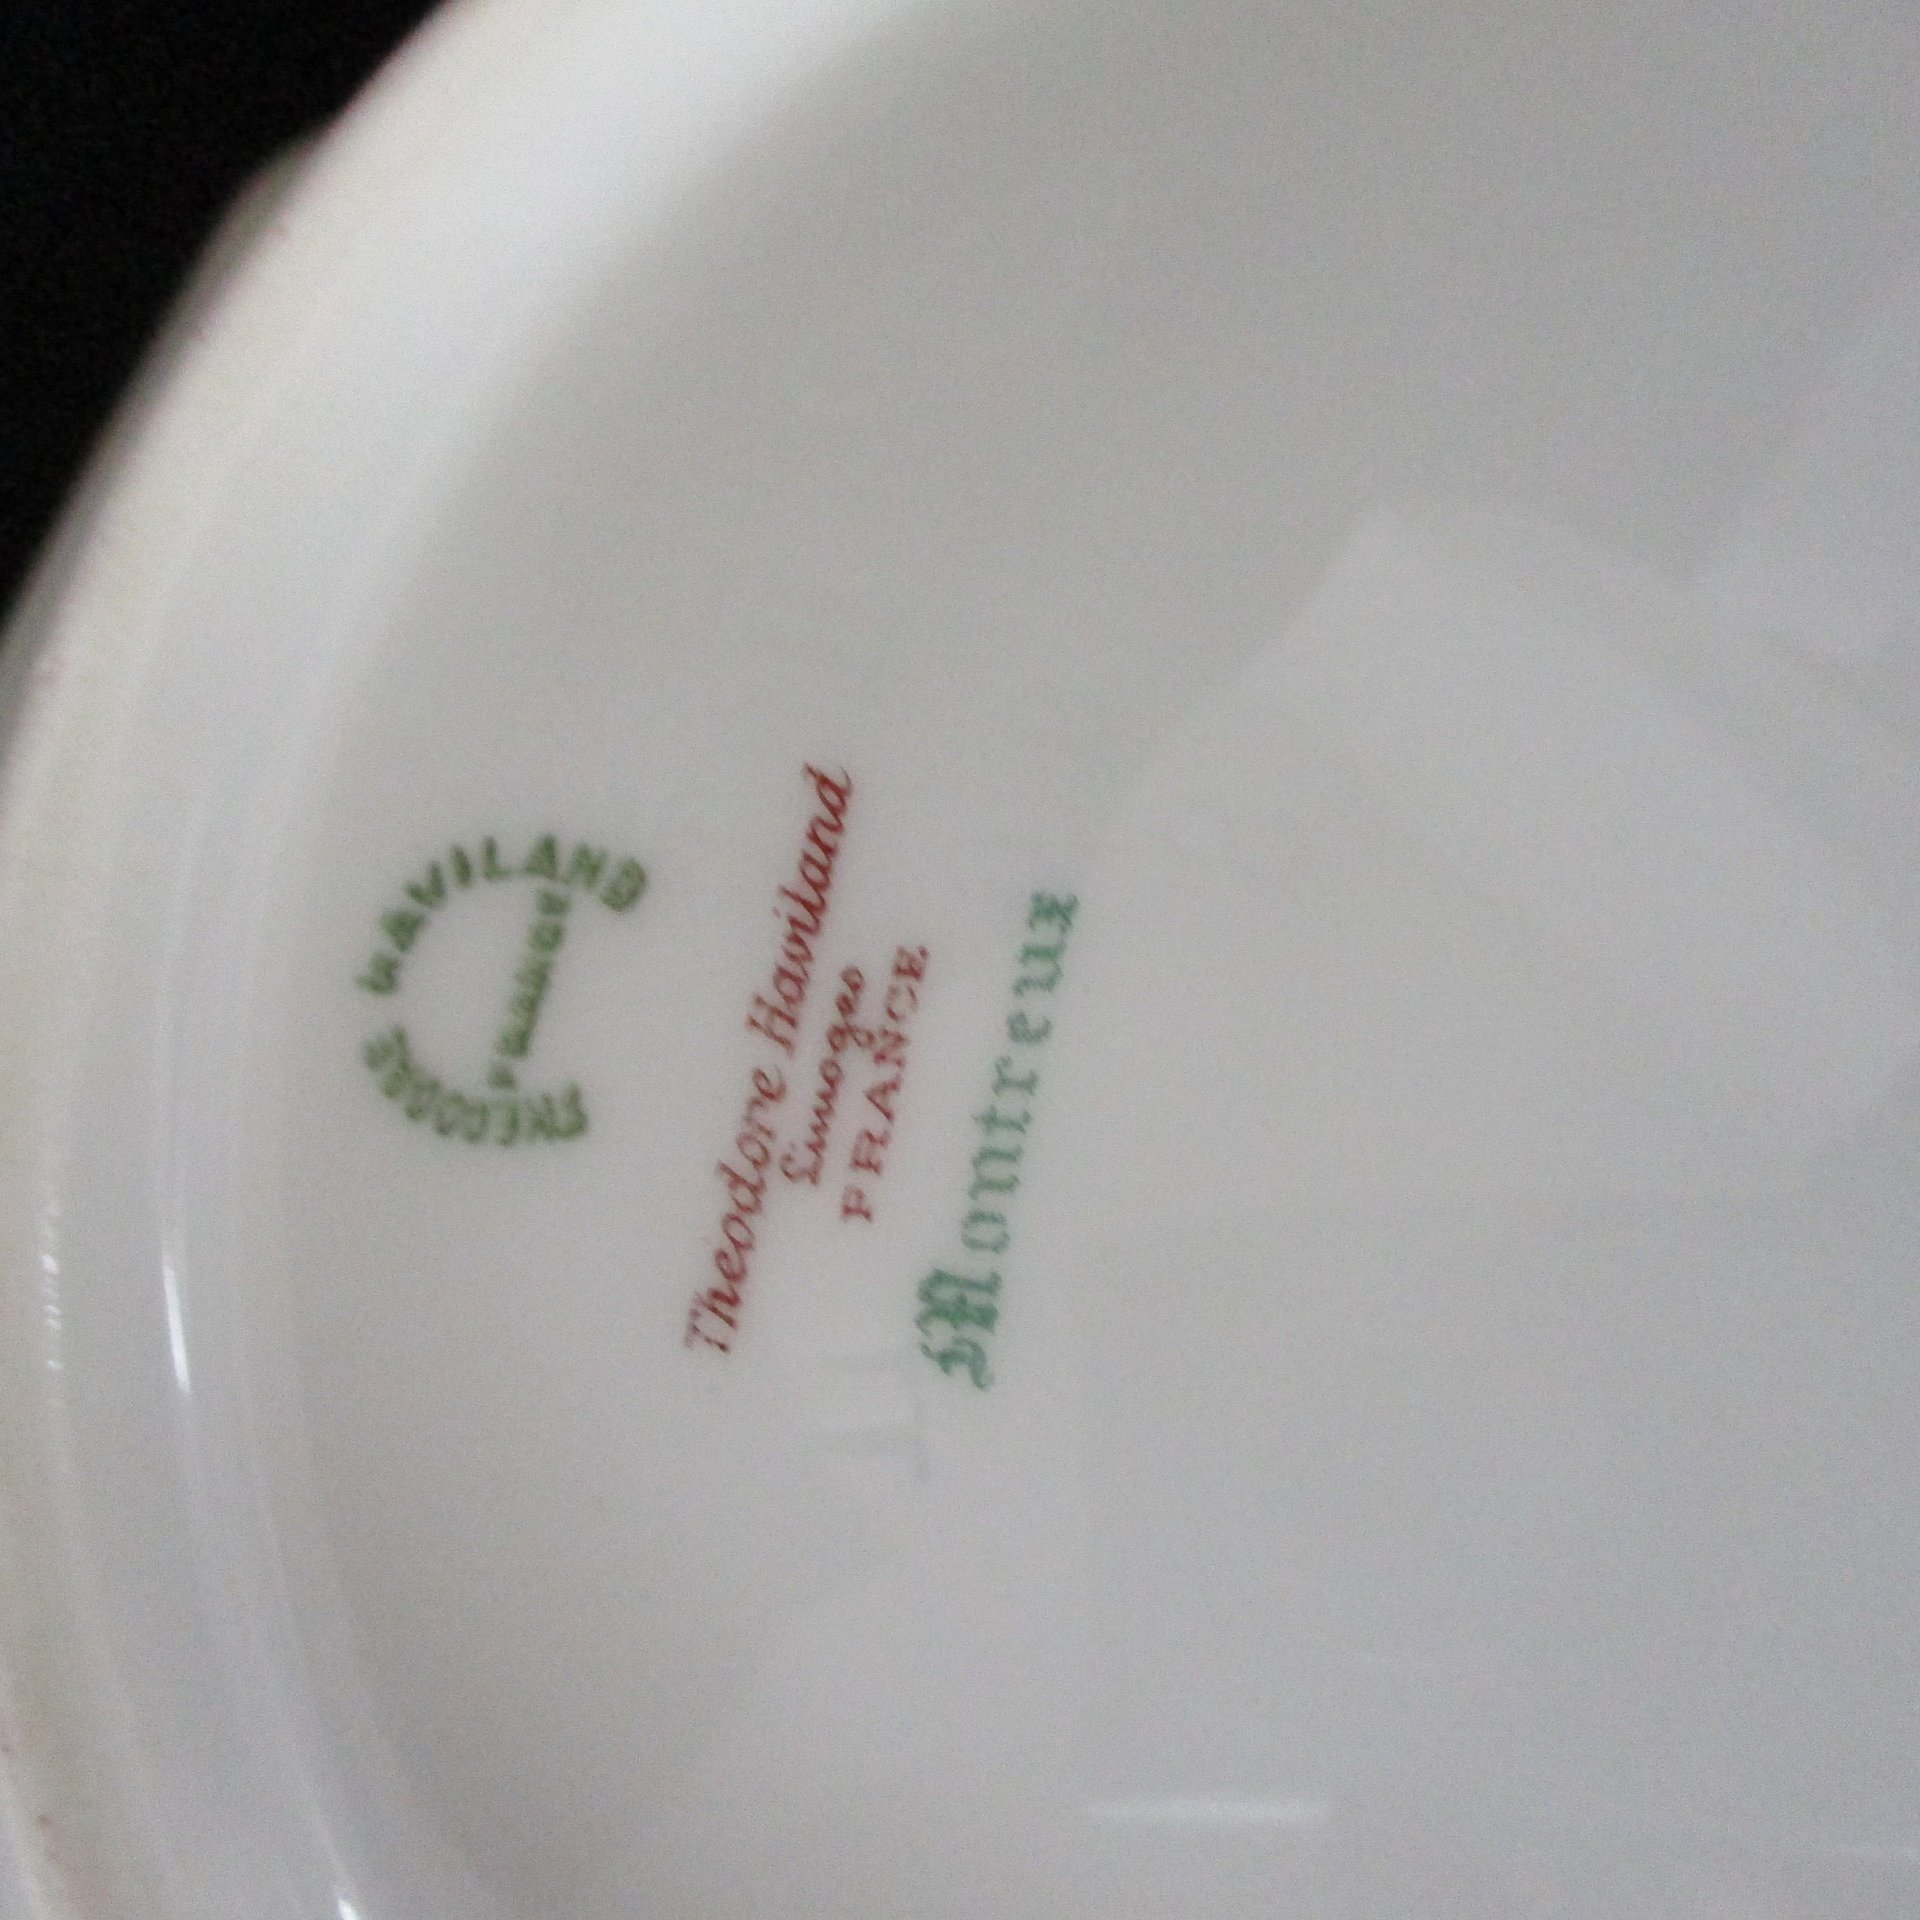 THEODORE HAVILAND
FRANCE
Theodore Haviland
Limoges
FRANCE
Montreux